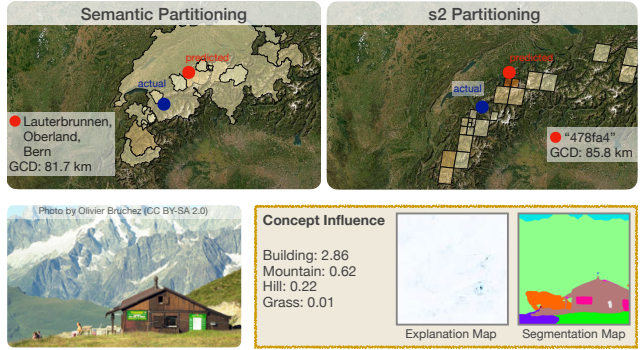 Semantic Partitioning
predicted
actual
Lauterbrunnen,
Oberland,
Bern
GCD: 81.7 km
s2 Partitioning
predicted
actual
“478fa4”
GCD: 85.8 km
Photo by Olivier Bruchez (CC BY-SA 2.0)
Concept Influence
Building: 2.86
Mountain: 0.62
Hill: 0.22
Grass: 0.01
Explanation Map
Segmentation Map